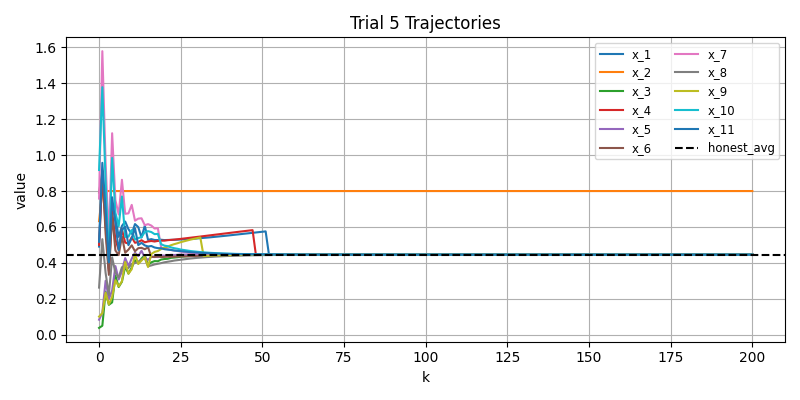 Trial 5 Trajectories
value
1.6
1.4
1.2
1.0
0.8
0.6
0.4
0.2
0.0
x_1
x_2
x_3
x_4
x_5
x_6
x_7
x_8
x_9
x_10
x_11
honest_avg
0 25 50 75 100 125 150 175 200
k